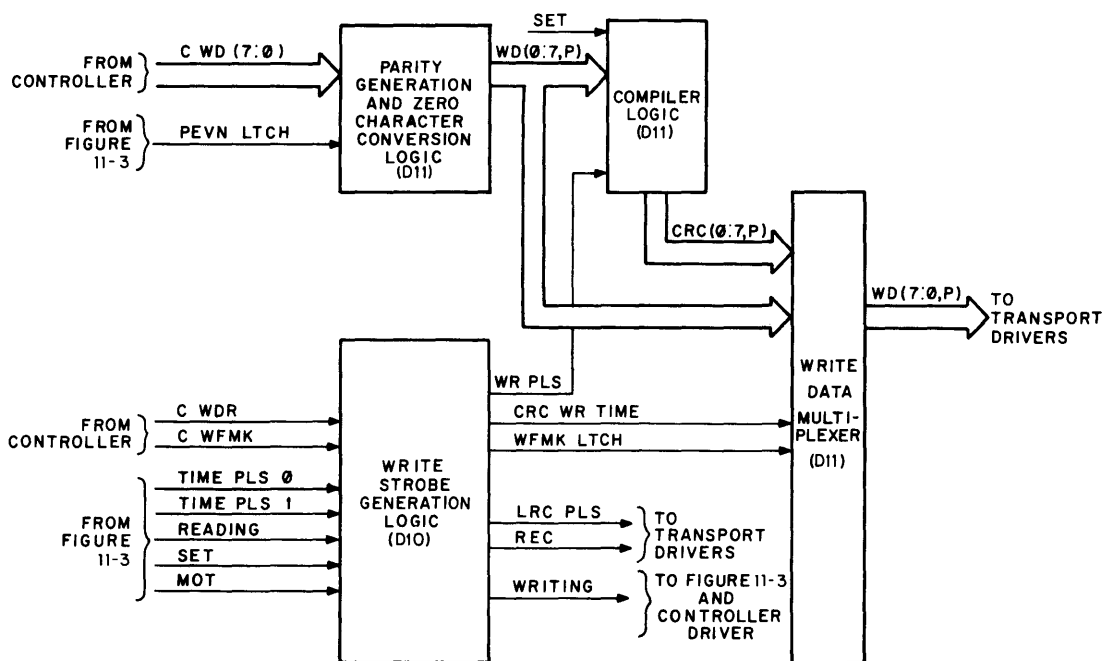 SET
C WD (7:0)
WD(0:7,P)
FROM
CONTROLLER
PARITY
GENERATION
AND ZERO
CHARACTER
CONVERSION
LOGIC
(D11)
COMPILER
LOGIC
(D11)
FROM
FIGURE
11-3
PEVN LTCH
CRC(0:7,P)
WD(7:0,P)
TO
TRANSPORT
DRIVERS
WRITE
DATA
MULTI-
PLEXER
(D11)
WR PLS
C WDR
CRC WR TIME
FROM
CONTROLLER
C WFMK
WFMK LTCH
WRITE
STROBE
GENERATION
LOGIC
(D10)
TIME PLS 0
TIME PLS 1
FROM
FIGURE
11-3
READING
SET
MOT
LRC PLS
REC
TO
TRANSPORT
DRIVERS
WRITING
TO FIGURE 11-3
AND
CONTROLLER
DRIVER